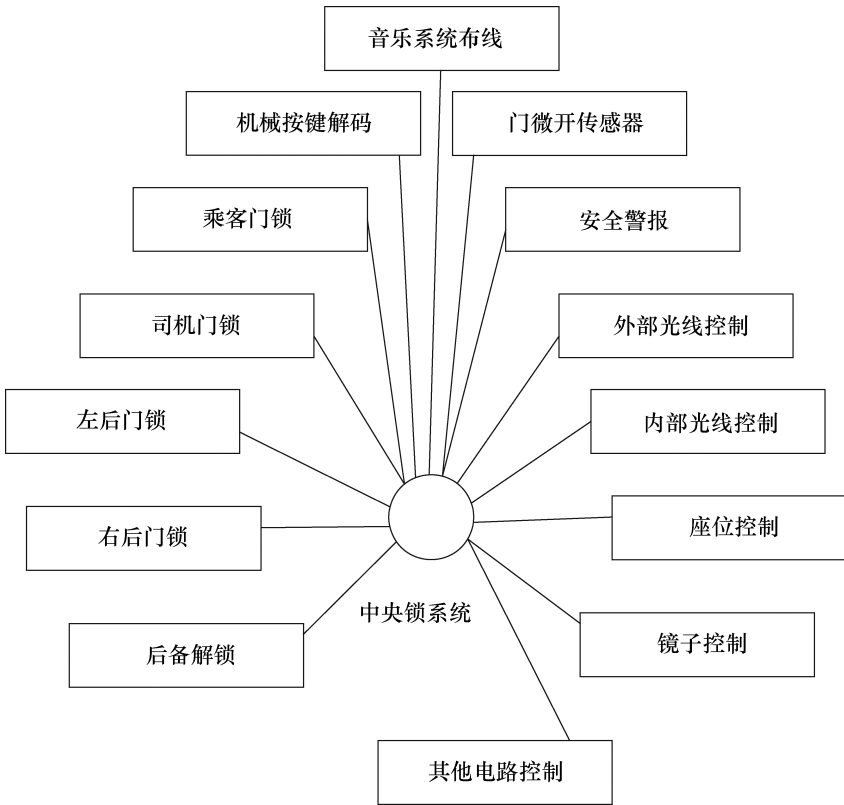 音乐系统布线
机械按键解码
门微开传感器
乘客门锁
安全警报
司机门锁
外部光线控制
左后门锁
内部光线控制
右后门锁
座位控制
中央锁系统
后备解锁
镜子控制
其他电路控制